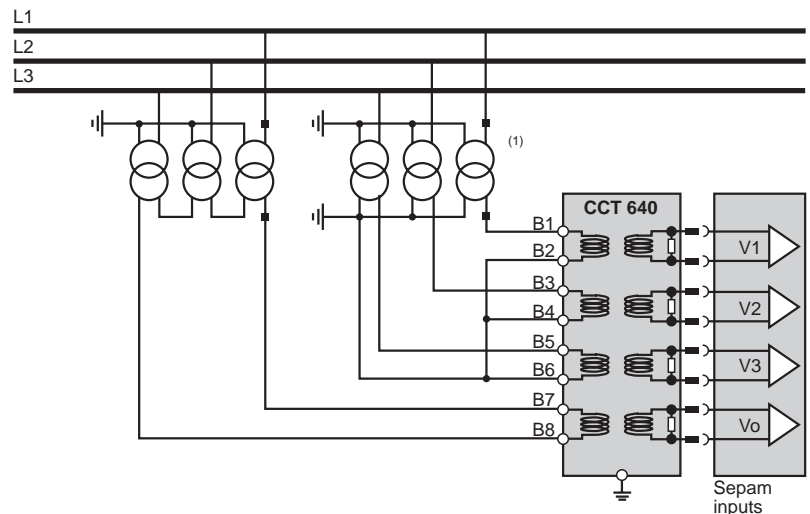 L1
L2
L3
(1)
CCT 640
B1
B2
B3
B4
B5
B6
B7
B8
V1
V2
V3
Vo
Sepam
inputs